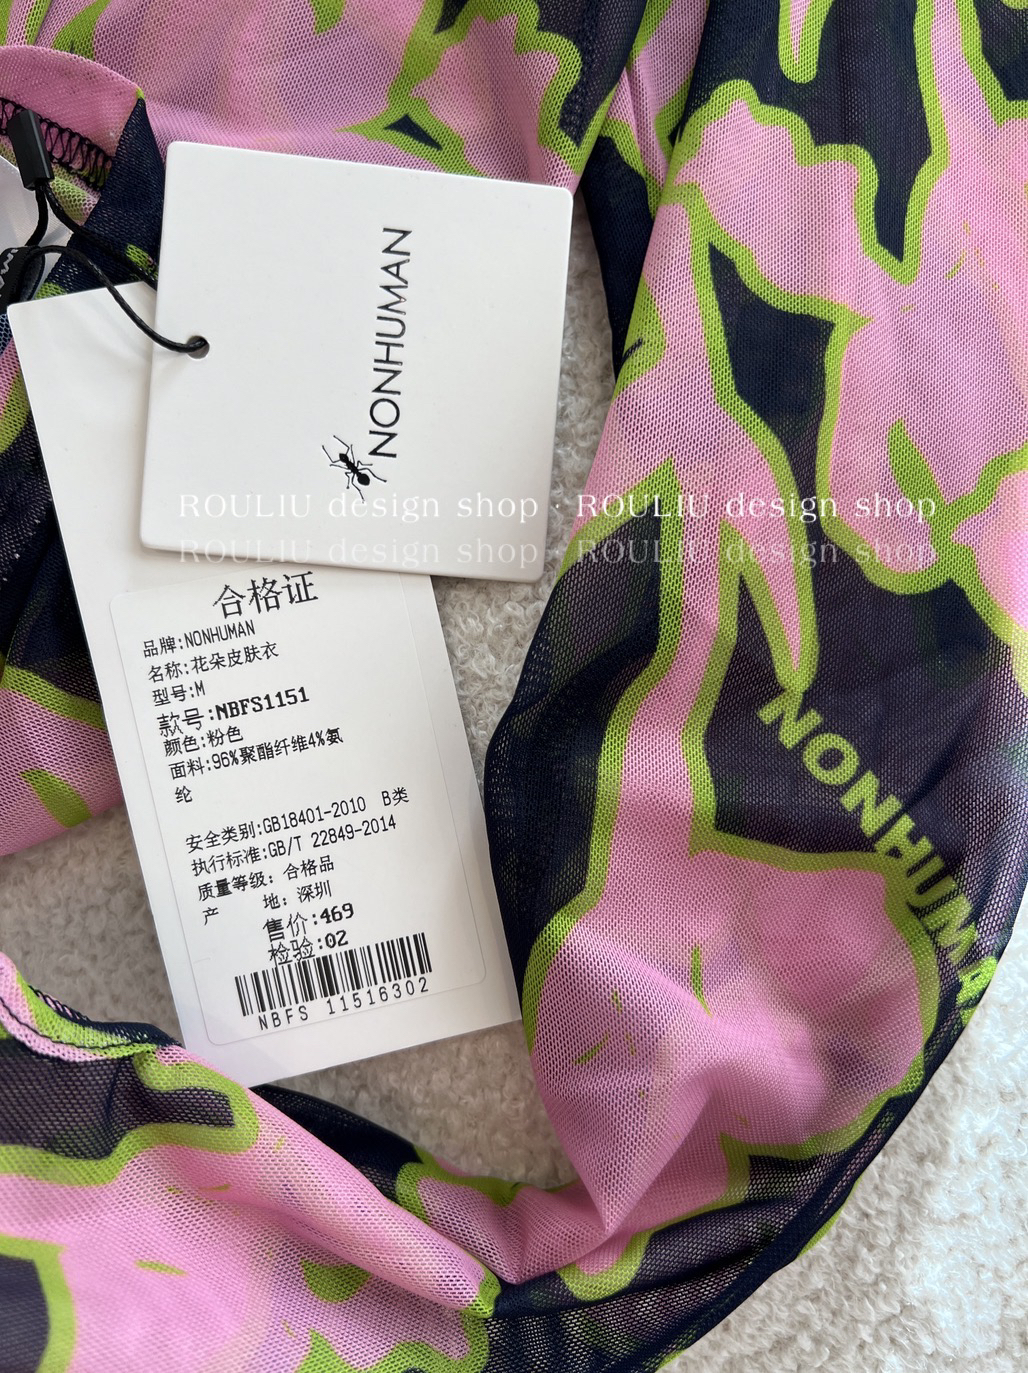 NONHUMAN
ROULIU design shop · ROULIU design shop
ROULIU design shop · ROULIU design shop
合格证
品牌:NONHUMAN
名称:花朵皮肤衣
型号:M
款号:NBFS1151
颜色:粉色
面料:96%聚酯纤维4%氨
纶
安全类别:GB18401-2010 B类
执行标准:GB/T 22849-2014
质量等级: 合格品
产 地: 深圳
售价:469
检验:02
NBFS 11516302
NONHUMAN